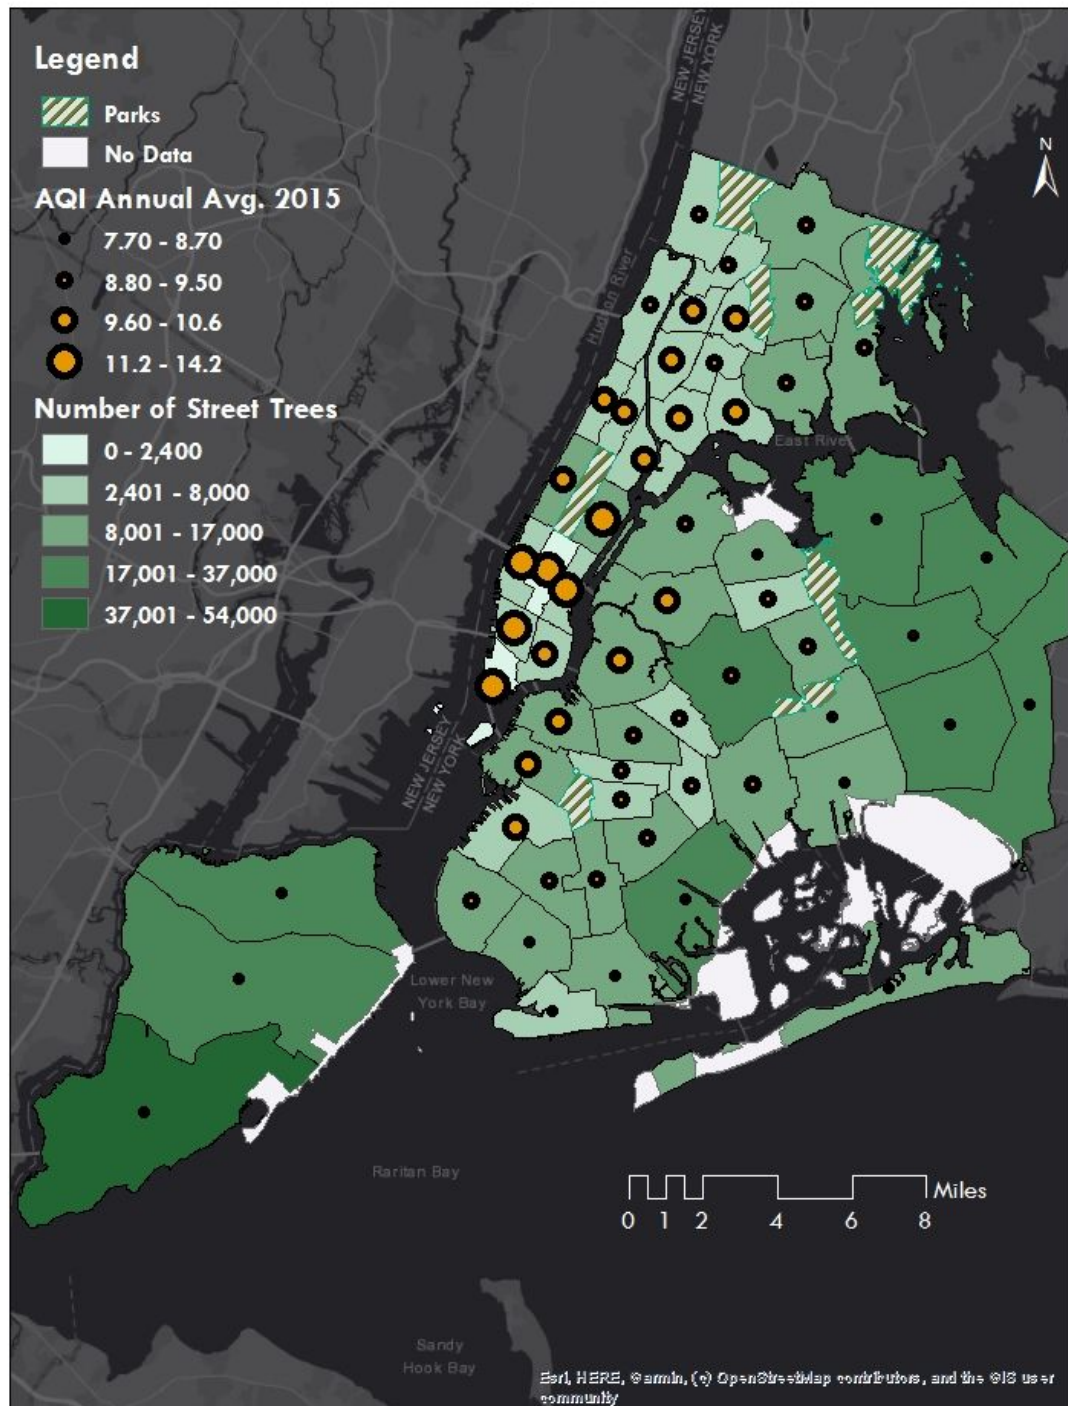 Legend
Parks
No Data
AQI Annual Avg. 2015
7.70 - 8.70
8.80 - 9.50
9.60 - 10.6
11.2 - 14.2
Number of Street Trees
0 - 2,400
2,401 - 8,000
8,001 - 17,000
17,001 - 37,000
37,001 - 54,000
NEW JERSEY
NEW YORK
N
Hudson River
East River
NEW JERSEY
NEW YORK
Lower New
York Bay
Raritan Bay
Miles
0 1 2 4 6 8
Sandy
Hook Bay
Esri, HERE, Garmin, (c) OpenStreetMap contributors, and the GIS user
community